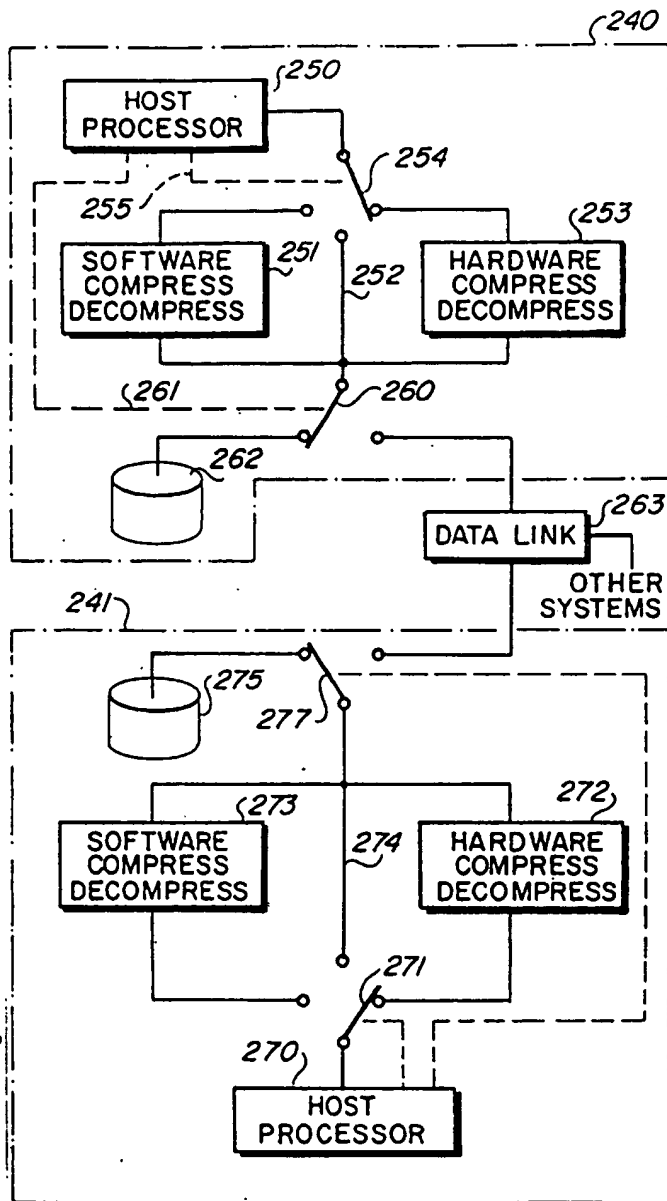 240
250
HOST
PROCESSOR
254
255
253
SOFTWARE
COMPRESS
DECOMPRESS
251
252
HARDWARE
COMPRESS
DECOMPRESS
261
260
262
263
DATA LINK
OTHER
SYSTEMS
241
275
277
273
272
SOFTWARE
COMPRESS
DECOMPRESS
274
HARDWARE
COMPRESS
DECOMPRESS
271
270
HOST
PROCESSOR